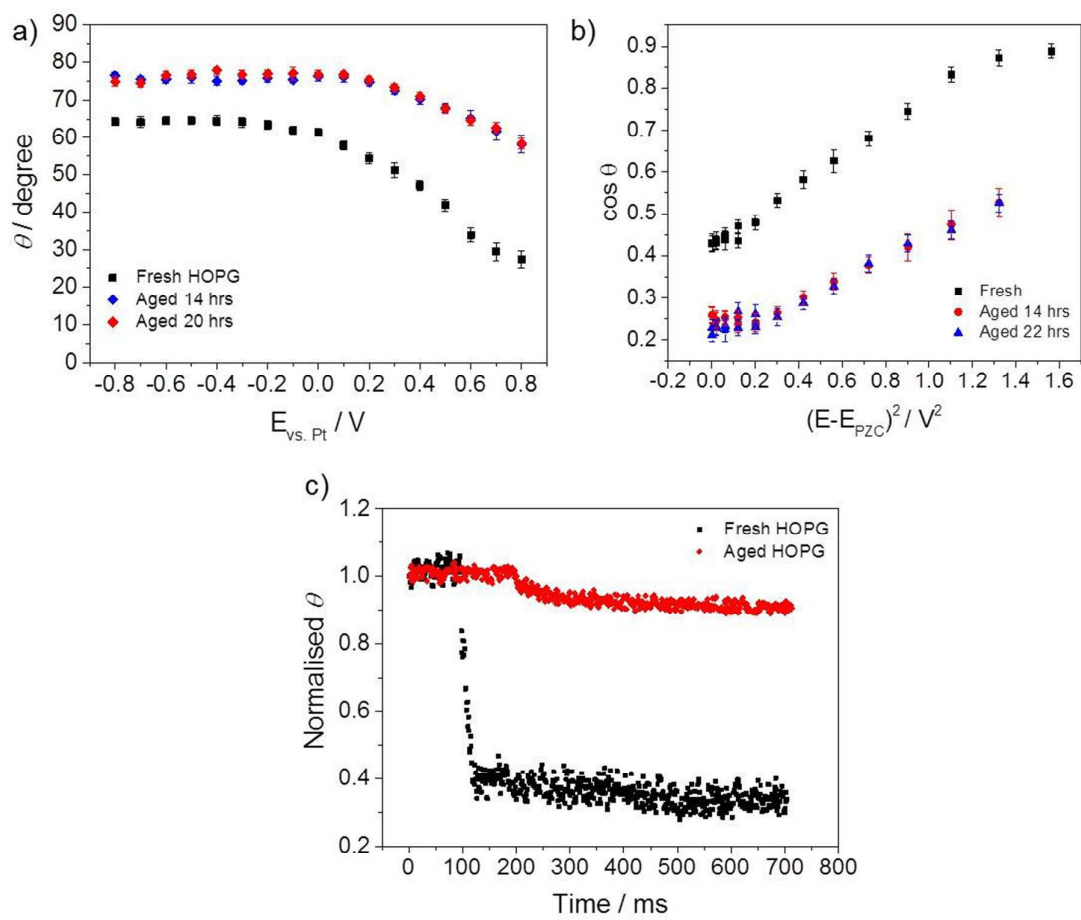 a)
90
80
70
60
50
40
30
20
10
0
θ / degree
Fresh HOPG
Aged 14 hrs
Aged 20 hrs
-0.8 -0.6 -0.4 -0.2 0.0 0.2 0.4 0.6 0.8
E vs. Pt / V
b)
0.9
0.8
0.7
0.6
0.5
0.4
0.3
0.2
cos θ
Fresh
Aged 14 hrs
Aged 22 hrs
-0.2 0.0 0.2 0.4 0.6 0.8 1.0 1.2 1.4 1.6
(E-E_PZC)² / V²
c)
1.2
1.0
0.8
0.6
0.4
0.2
Normalised θ
Fresh HOPG
Aged HOPG
0 100 200 300 400 500 600 700 800
Time / ms